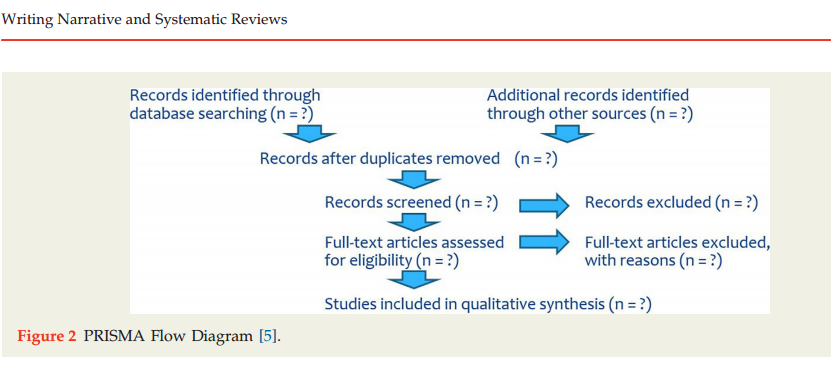 Writing Narrative and Systematic Reviews
Records identified through
database searching (n = ?)
Additional records identified
through other sources (n = ?)
Records after duplicates removed (n = ?)
Records screened (n = ?)
Records excluded (n = ?)
Full-text articles assessed
for eligibility (n = ?)
Full-text articles excluded,
with reasons (n = ?)
Studies included in qualitative synthesis (n = ?)
Figure 2 PRISMA Flow Diagram [5].